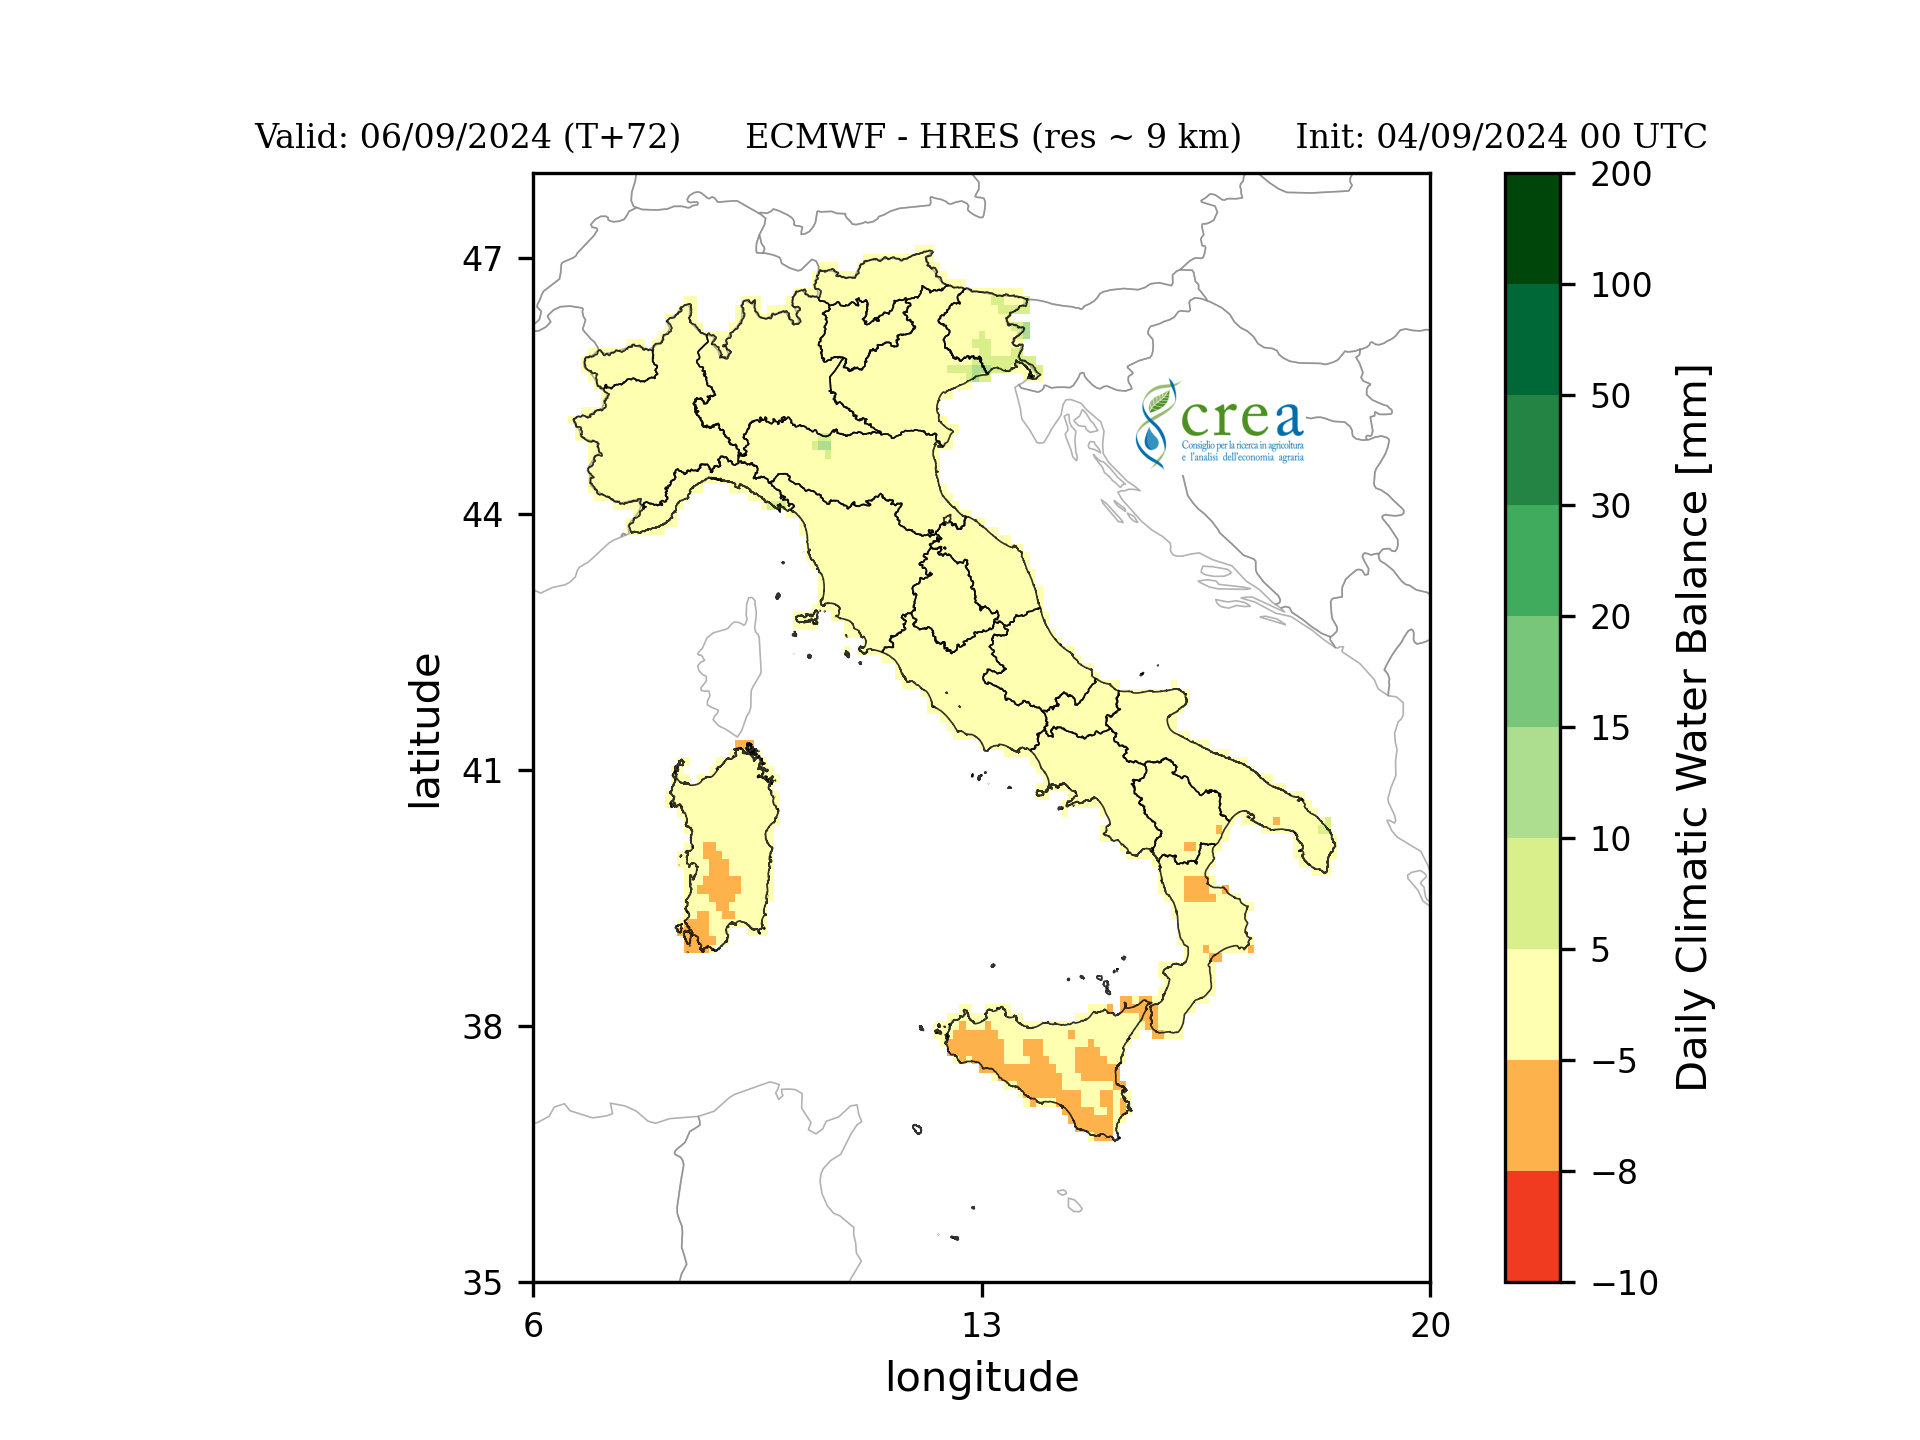 Valid: 06/09/2024 (T+72) ECMWF - HRES (res ~ 9 km) Init: 04/09/2024 00 UTC
200
47
100
crea
50
Consiglio per la ricerca in agricoltura
e l'analisi dell'economia agraria
44
30
20
15
41
10
5
38
−5
−8
35
−10
latitude
Daily Climatic Water Balance [mm]
6 13 20
longitude